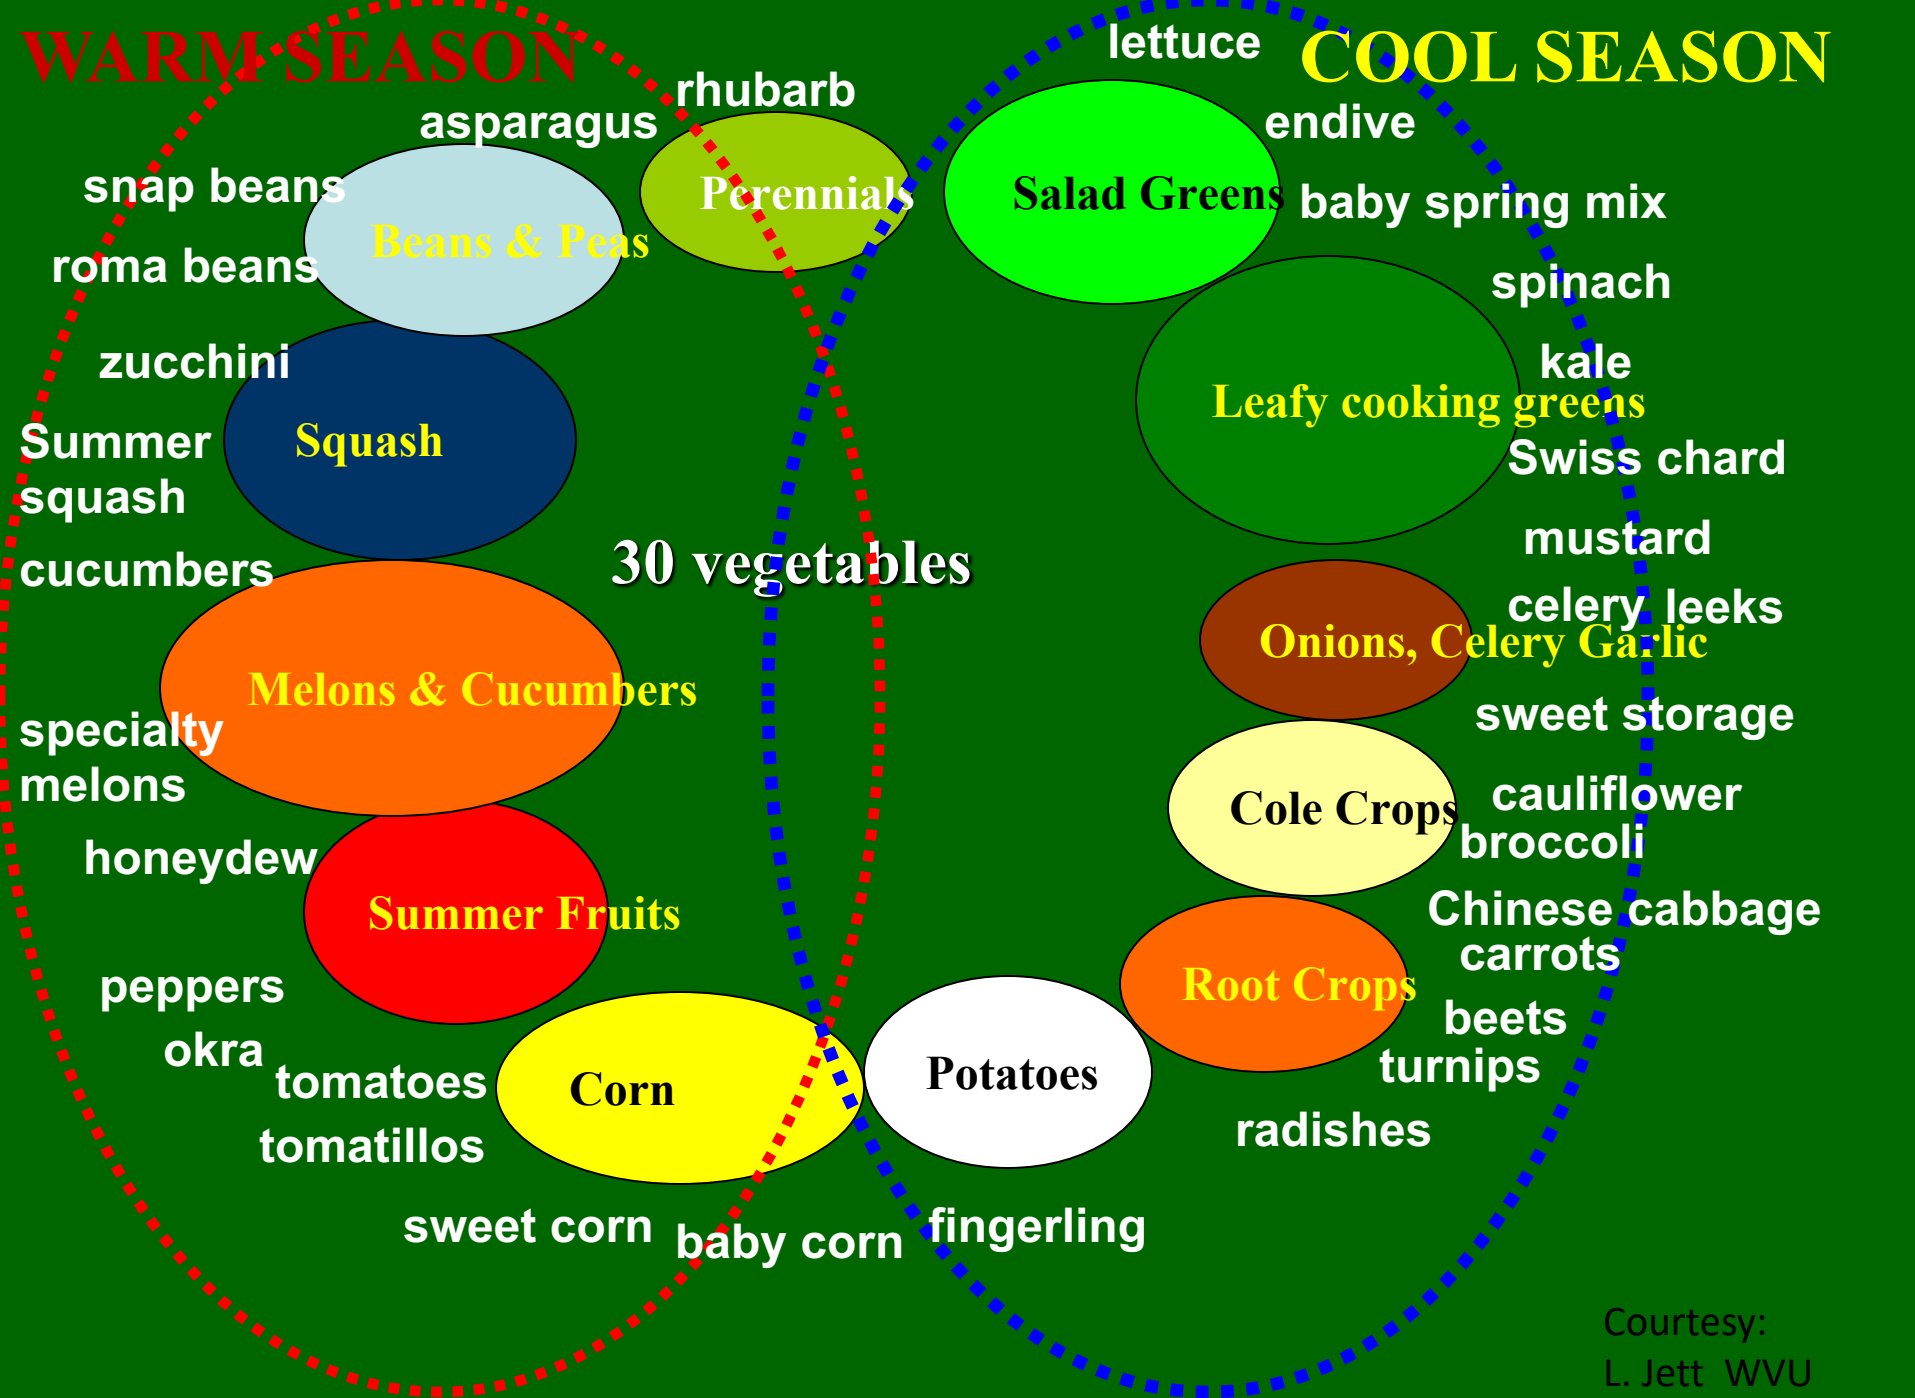 WARM SEASON
COOL SEASON
lettuce
rhubarb
asparagus
endive
snap beans
Perennials
Salad Greens
baby spring mix
Beans & Peas
roma beans
spinach
zucchini
kale
Leafy cooking greens
Summer
squash
Squash
Swiss chard
mustard
30 vegetables
cucumbers
celery
leeks
Onions, Celery Garlic
Melons & Cucumbers
specialty
melons
sweet storage
cauliflower
Cole Crops
broccoli
honeydew
Summer Fruits
Chinese cabbage
carrots
peppers
Root Crops
beets
okra
tomatoes
Corn
Potatoes
turnips
tomatillos
radishes
sweet corn
baby corn
fingerling
Courtesy:
L. Jett WVU